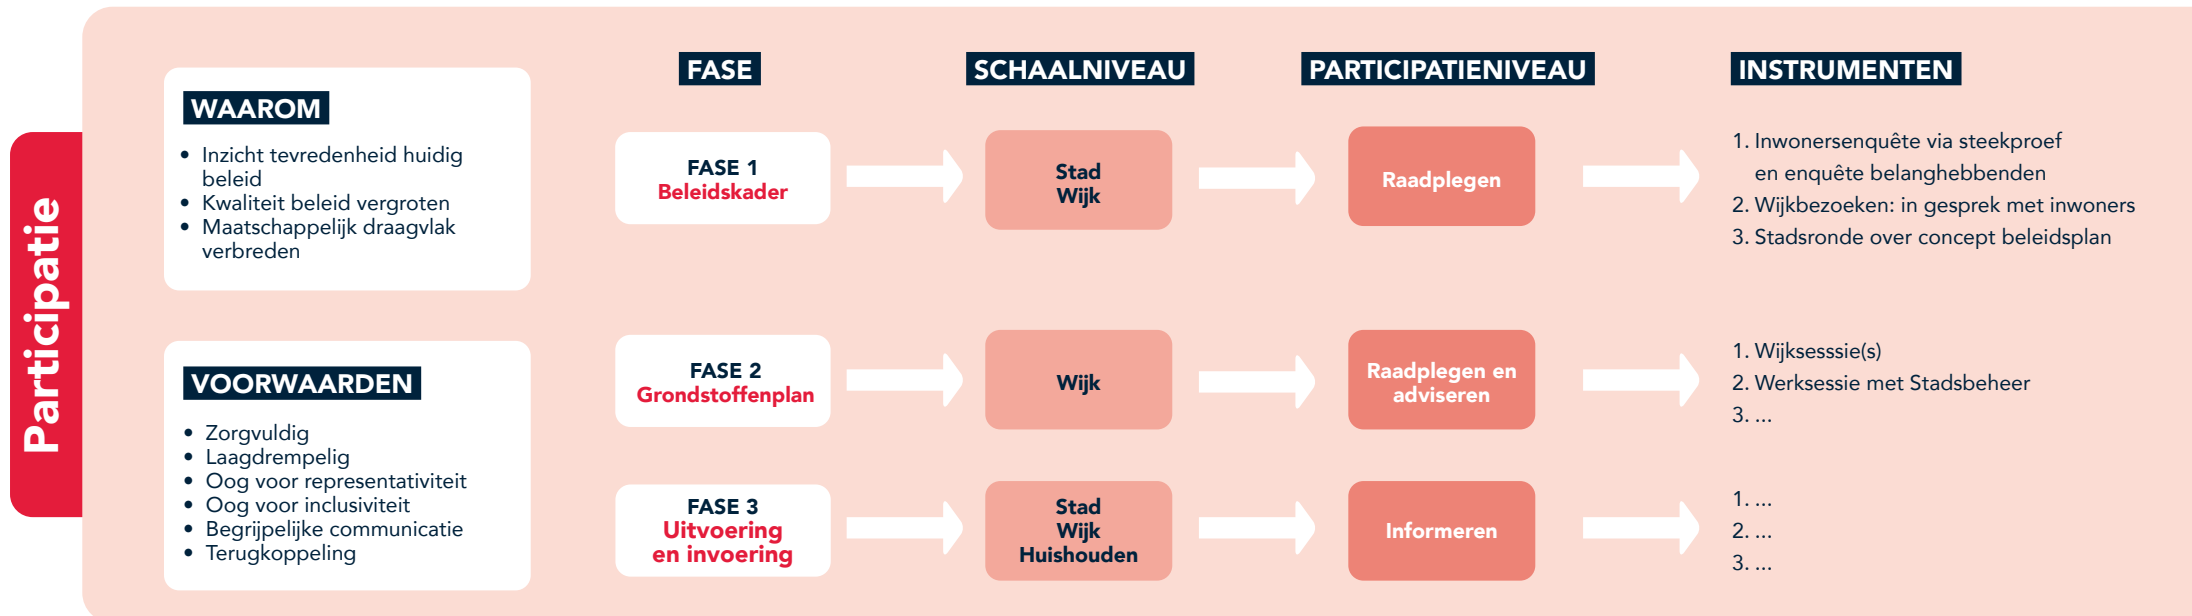 Participatie
WAAROM
• Inzicht tevredenheid huidig
beleid
• Kwaliteit beleid vergroten
• Maatschappelijk draagvlak
verbreden
VOORWAARDEN
• Zorgvuldig
• Laagdrempelig
• Oog voor representativiteit
• Oog voor inclusiviteit
• Begrijpelijke communicatie
• Terugkoppeling
FASE
SCHAALNIVEAU
PARTICIPATIENIVEAU
INSTRUMENTEN
FASE 1
Beleidskader
Stad
Wijk
Raadplegen
1. Inwonersenquête via steekproef
en enquête belanghebbenden
2. Wijkbezoeken: in gesprek met inwoners
3. Stadsronde over concept beleidsplan
FASE 2
Grondstoffenplan
Wijk
Raadplegen en
adviseren
1. Wijksesssie(s)
2. Werksessie met Stadsbeheer
3. ...
FASE 3
Uitvoering
en invoering
Stad
Wijk
Huishouden
Informeren
1. ...
2. ...
3. ...